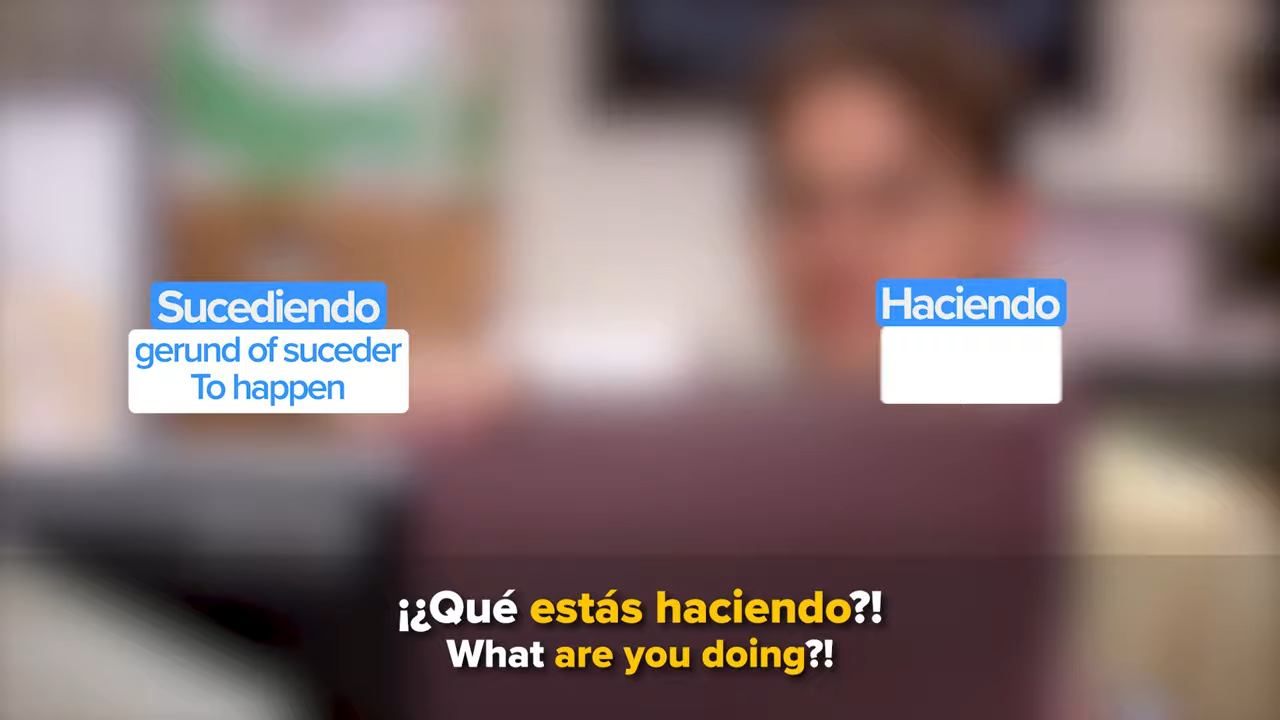 Sucediendo
gerund of suceder
To happen
Haciendo
¡¿Qué estás haciendo?!
What are you doing?!